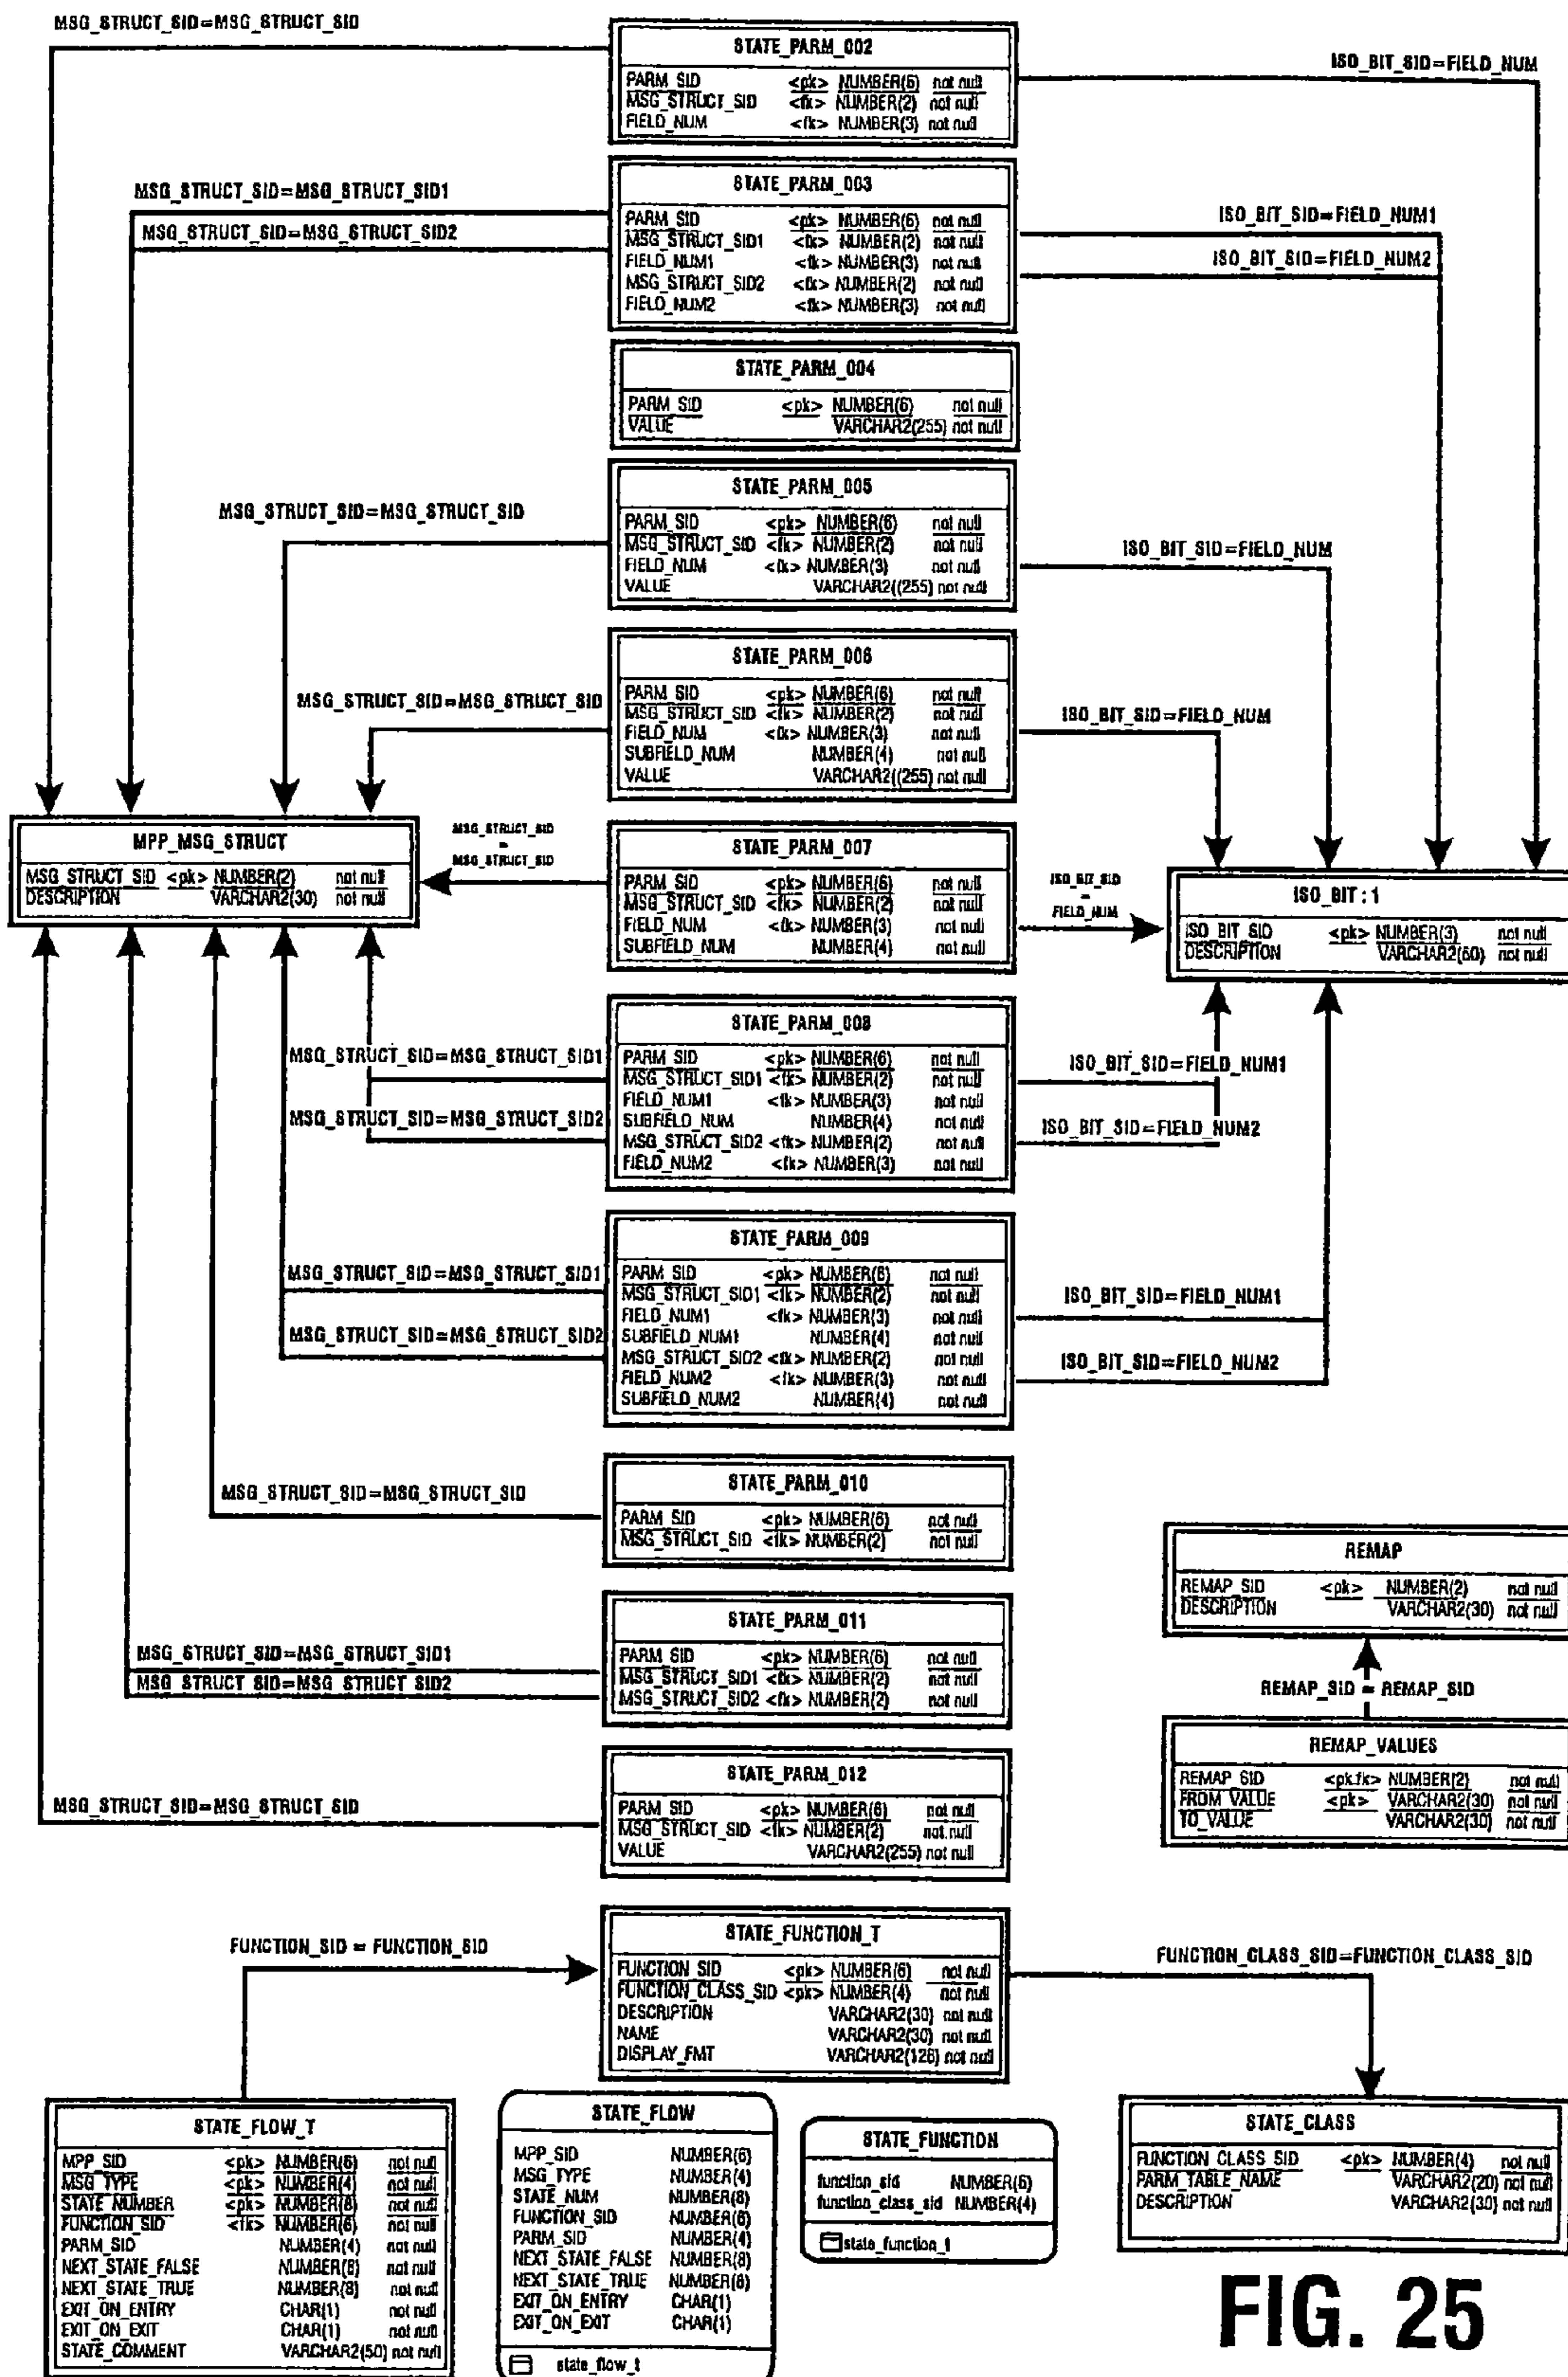 MSG_STRUCT_SID=MSG_STRUCT_SID
STATE_PARM_002
PARM_SID <pk> NUMBER(6) not null
MSG_STRUCT_SID <fk> NUMBER(2) not null
FIELD_NUM <fk> NUMBER(3) not null
ISO_BIT_SID=FIELD_NUM
MSG_STRUCT_SID=MSG_STRUCT_SID1
MSG_STRUCT_SID=MSG_STRUCT_SID2
STATE_PARM_003
PARM_SID <pk> NUMBER(6) not null
MSG_STRUCT_SID1 <fk> NUMBER(2) not null
FIELD_NUM1 <fk> NUMBER(3) not null
MSG_STRUCT_SID2 <fk> NUMBER(2) not null
FIELD_NUM2 <fk> NUMBER(3) not null
ISO_BIT_SID=FIELD_NUM1
ISO_BIT_SID=FIELD_NUM2
STATE_PARM_004
PARM_SID <pk> NUMBER(6) not null
VALUE VARCHAR2(255) not null
MSG_STRUCT_SID=MSG_STRUCT_SID
STATE_PARM_005
PARM_SID <pk> NUMBER(6) not null
MSG_STRUCT_SID <fk> NUMBER(2) not null
FIELD_NUM <fk> NUMBER(3) not null
VALUE VARCHAR2((255) not null
ISO_BIT_SID=FIELD_NUM
MSG_STRUCT_SID=MSG_STRUCT_SID
STATE_PARM_006
PARM_SID <pk> NUMBER(6) not null
MSG_STRUCT_SID <fk> NUMBER(2) not null
FIELD_NUM <fk> NUMBER(3) not null
SUBFIELD_NUM NUMBER(4) not null
VALUE VARCHAR2((255) not null
ISO_BIT_SID=FIELD_NUM
MPP_MSG_STRUCT
MSG_STRUCT_SID <pk> NUMBER(2) not null
DESCRIPTION VARCHAR2(30) not null
MSG_STRUCT_SID
=
MSG_STRUCT_SID
STATE_PARM_007
PARM_SID <pk> NUMBER(6) not null
MSG_STRUCT_SID <fk> NUMBER(2) not null
FIELD_NUM <fk> NUMBER(3) not null
SUBFIELD_NUM NUMBER(4) not null
ISO_BIT_SID
=
FIELD_NUM
ISO_BIT:1
ISO_BIT_SID <pk> NUMBER(3) not null
DESCRIPTION VARCHAR2(60) not null
MSG_STRUCT_SID=MSG_STRUCT_SID1
MSG_STRUCT_SID=MSG_STRUCT_SID2
STATE_PARM_008
PARM_SID <pk> NUMBER(6) not null
MSG_STRUCT_SID1 <fk> NUMBER(2) not null
FIELD_NUM1 <fk> NUMBER(3) not null
SUBFIELD_NUM NUMBER(4) not null
MSG_STRUCT_SID2 <fk> NUMBER(2) not null
FIELD_NUM2 <fk> NUMBER(3) not null
ISO_BIT_SID=FIELD_NUM1
ISO_BIT_SID=FIELD_NUM2
MSG_STRUCT_SID=MSG_STRUCT_SID1
MSG_STRUCT_SID=MSG_STRUCT_SID2
STATE_PARM_009
PARM_SID <pk> NUMBER(6) not null
MSG_STRUCT_SID1 <fk> NUMBER(2) not null
FIELD_NUM1 <fk> NUMBER(3) not null
SUBFIELD_NUM1 NUMBER(4) not null
MSG_STRUCT_SID2 <fk> NUMBER(2) not null
FIELD_NUM2 <fk> NUMBER(3) not null
SUBFIELD_NUM2 NUMBER(4) not null
ISO_BIT_SID=FIELD_NUM1
ISO_BIT_SID=FIELD_NUM2
MSG_STRUCT_SID=MSG_STRUCT_SID
STATE_PARM_010
PARM_SID <pk> NUMBER(6) not null
MSG_STRUCT_SID <fk> NUMBER(2) not null
MSG_STRUCT_SID=MSG_STRUCT_SID1
MSG_STRUCT_SID=MSG_STRUCT_SID2
STATE_PARM_011
PARM_SID <pk> NUMBER(6) not null
MSG_STRUCT_SID1 <fk> NUMBER(2) not null
MSG_STRUCT_SID2 <fk> NUMBER(2) not null
REMAP
REMAP_SID <pk> NUMBER(2) not null
DESCRIPTION VARCHAR2(30) not null
REMAP_SID = REMAP_SID
REMAP_VALUES
REMAP_SID <pk.fk> NUMBER(2) not null
FROM_VALUE <pk> VARCHAR2(30) not null
TO_VALUE VARCHAR2(30) not null
MSG_STRUCT_SID=MSG_STRUCT_SID
STATE_PARM_012
PARM_SID <pk> NUMBER(6) not null
MSG_STRUCT_SID <fk> NUMBER(2) not null
VALUE VARCHAR2(255) not null
FUNCTION_SID = FUNCTION_SID
STATE_FUNCTION_T
FUNCTION_SID <pk> NUMBER(6) not null
FUNCTION_CLASS_SID <pk> NUMBER(4) not null
DESCRIPTION VARCHAR2(30) not null
NAME VARCHAR2(30) not null
DISPLAY_FMT VARCHAR2(128) not null
FUNCTION_CLASS_SID=FUNCTION_CLASS_SID
STATE_FLOW_T
MPP_SID <pk> NUMBER(6) not null
MSG_TYPE <pk> NUMBER(4) not null
STATE_NUMBER <pk> NUMBER(8) not null
FUNCTION_SID <fk> NUMBER(6) not null
PARM_SID NUMBER(4) not null
NEXT_STATE_FALSE NUMBER(8) not null
NEXT_STATE_TRUE NUMBER(8) not null
EXIT_ON_ENTRY CHAR(1) not null
EXIT_ON_EXIT CHAR(1) not null
STATE_COMMENT VARCHAR2(50) not null
STATE_FLOW
MPP_SID NUMBER(6)
MSG_TYPE NUMBER(4)
STATE_NUM NUMBER(8)
FUNCTION_SID NUMBER(6)
PARM_SID NUMBER(4)
NEXT_STATE_FALSE NUMBER(8)
NEXT_STATE_TRUE NUMBER(8)
EXIT_ON_ENTRY CHAR(1)
EXIT_ON_EXIT CHAR(1)
state_flow_t
STATE_FUNCTION
function_sid NUMBER(6)
function_class_sid NUMBER(4)
state_function_t
STATE_CLASS
FUNCTION_CLASS_SID <pk> NUMBER(4) not null
PARM_TABLE_NAME VARCHAR2(20) not null
DESCRIPTION VARCHAR2(30) not null
FIG. 25